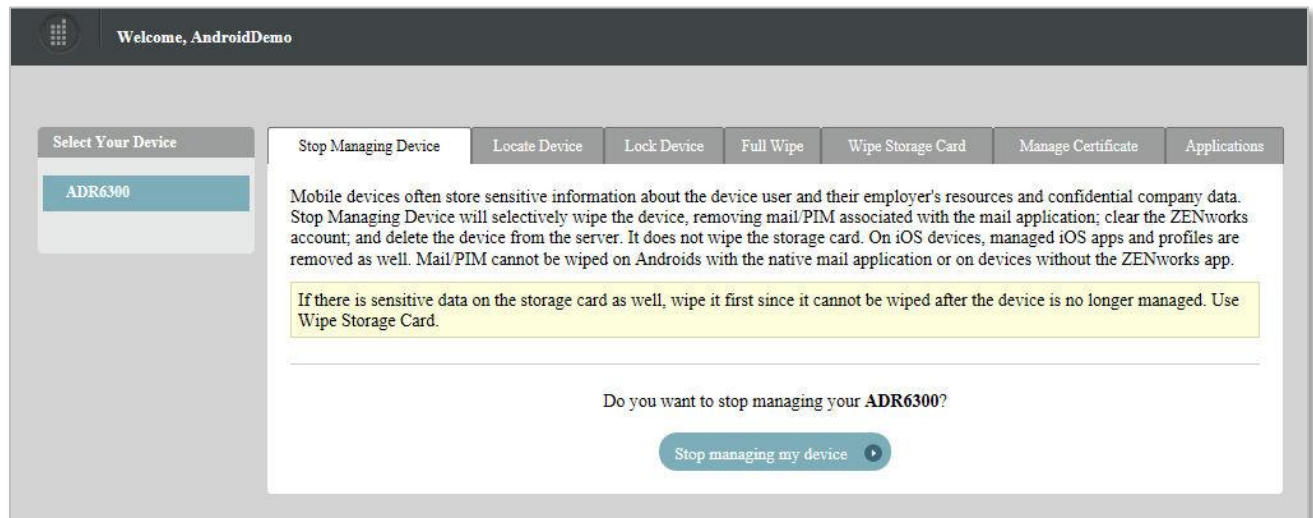 Welcome, AndroidDemo
Select Your Device
ADR6300
Stop Managing Device
Locate Device
Lock Device
Full Wipe
Wipe Storage Card
Manage Certificate
Applications
Mobile devices often store sensitive information about the device user and their employer's resources and confidential company data.
Stop Managing Device will selectively wipe the device, removing mail/PIM associated with the mail application; clear the ZENworks
account; and delete the device from the server. It does not wipe the storage card. On iOS devices, managed iOS apps and profiles are
removed as well. Mail/PIM cannot be wiped on Androids with the native mail application or on devices without the ZENworks app.
If there is sensitive data on the storage card as well, wipe it first since it cannot be wiped after the device is no longer managed. Use
Wipe Storage Card.
Do you want to stop managing your ADR6300?
Stop managing my device